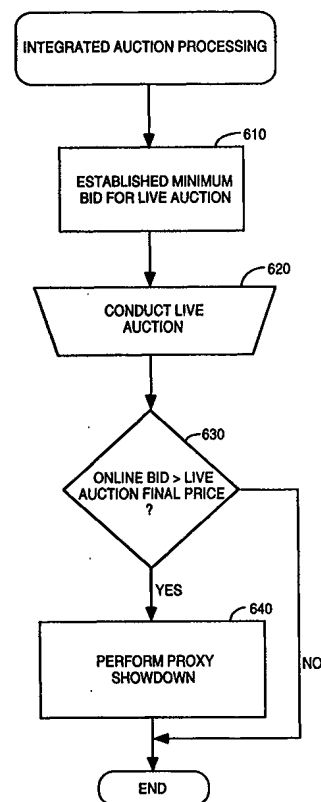 INTEGRATED AUCTION PROCESSING
610
ESTABLISHED MINIMUM
BID FOR LIVE AUCTION
620
CONDUCT LIVE
AUCTION
630
ONLINE BID > LIVE
AUCTION FINAL PRICE
?
YES
640
PERFORM PROXY
SHOWDOWN
NO
END